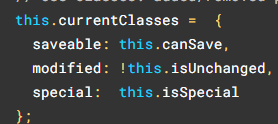 this.currentClasses =  {
  saveable: this.canSave,
  modified: !this.isUnchanged,
  special:  this.isSpecial
};